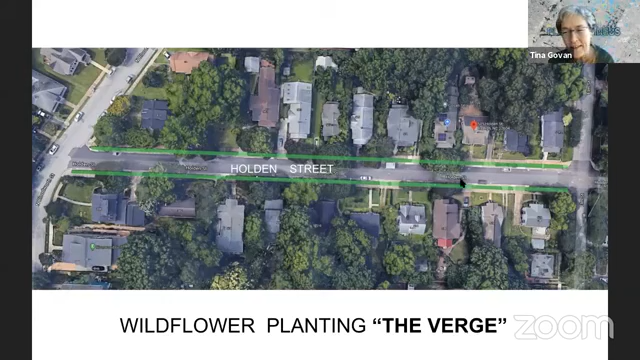 Tina Govan
HOLDEN STREET
WILDFLOWER PLANTING “THE VERGE”
zoom